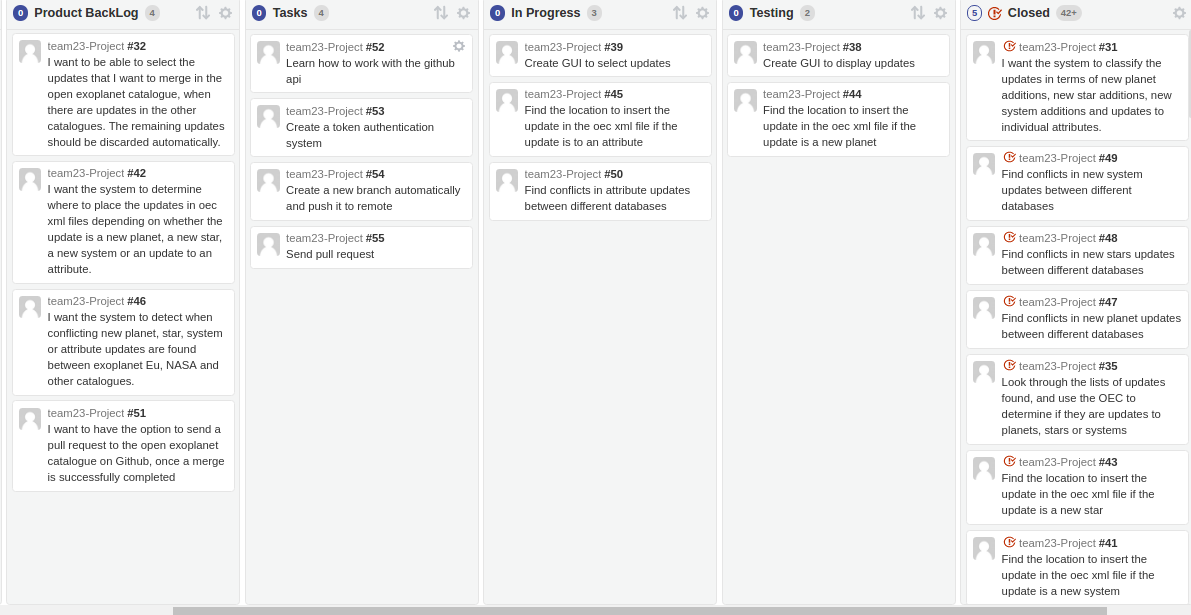 0 Product BackLog 4
team23-Project #32
I want to be able to select the
updates that I want to merge in the
open exoplanet catalogue, when
there are updates in the other
catalogues. The remaining updates
should be discarded automatically.
team23-Project #42
I want the system to determine
where to place the updates in oec
xml files depending on whether the
update is a new planet, a new star,
a new system or an update to an
attribute.
team23-Project #46
I want the system to detect when
conflicting new planet, star, system
or attribute updates are found
between exoplanet Eu, NASA and
other catalogues.
team23-Project #51
I want to have the option to send a
pull request to the open exoplanet
catalogue on Github, once a merge
is successfully completed
0 Tasks 4
team23-Project #52
Learn how to work with the github
api
team23-Project #53
Create a token authentication
system
team23-Project #54
Create a new branch automatically
and push it to remote
team23-Project #55
Send pull request
0 In Progress 3
team23-Project #39
Create GUI to select updates
team23-Project #45
Find the location to insert the
update in the oec xml file if the
update is to an attribute
team23-Project #50
Find conflicts in attribute updates
between different databases
0 Testing 2
team23-Project #38
Create GUI to display updates
team23-Project #44
Find the location to insert the
update in the oec xml file if the
update is a new planet
5 Closed 42+
team23-Project #31
I want the system to classify the
updates in terms of new planet
additions, new star additions, new
system additions and updates to
individual attributes.
team23-Project #49
Find conflicts in new system
updates between different
databases
team23-Project #48
Find conflicts in new stars updates
between different databases
team23-Project #47
Find conflicts in new planet updates
between different databases
team23-Project #35
Look through the lists of updates
found, and use the OEC to
determine if they are updates to
planets, stars or systems
team23-Project #43
Find the location to insert the
update in the oec xml file if the
update is a new star
team23-Project #41
Find the location to insert the
update in the oec xml file if the
update is a new system